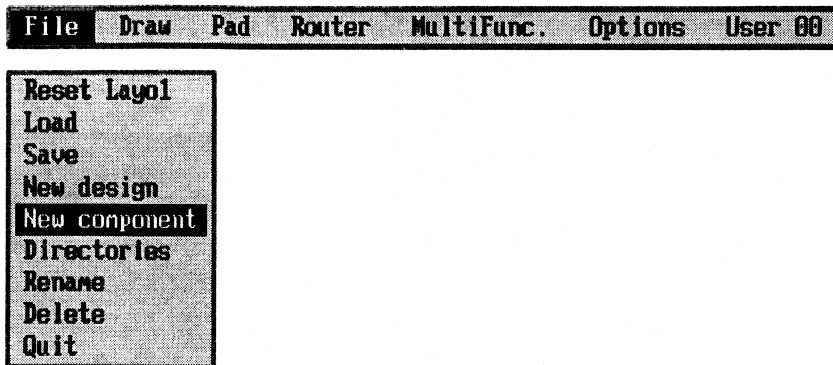 File Draw Pad Router MultiFunc. Options User 00
Reset Layo1
Load
Save
New design
New component
Directories
Rename
Delete
Quit